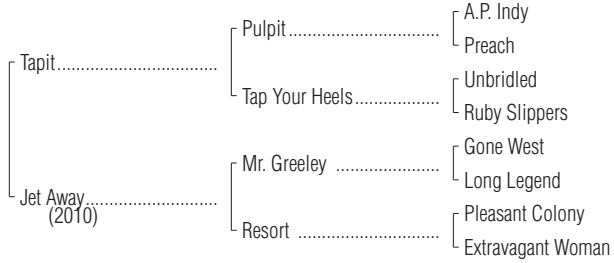 A.P. Indy
Pulpit
Preach
Tapit
Unbridled
Tap Your Heels
Ruby Slippers
Gone West
Mr. Greeley
Long Legend
Jet Away
(2010)
Pleasant Colony
Resort
Extravagant Woman